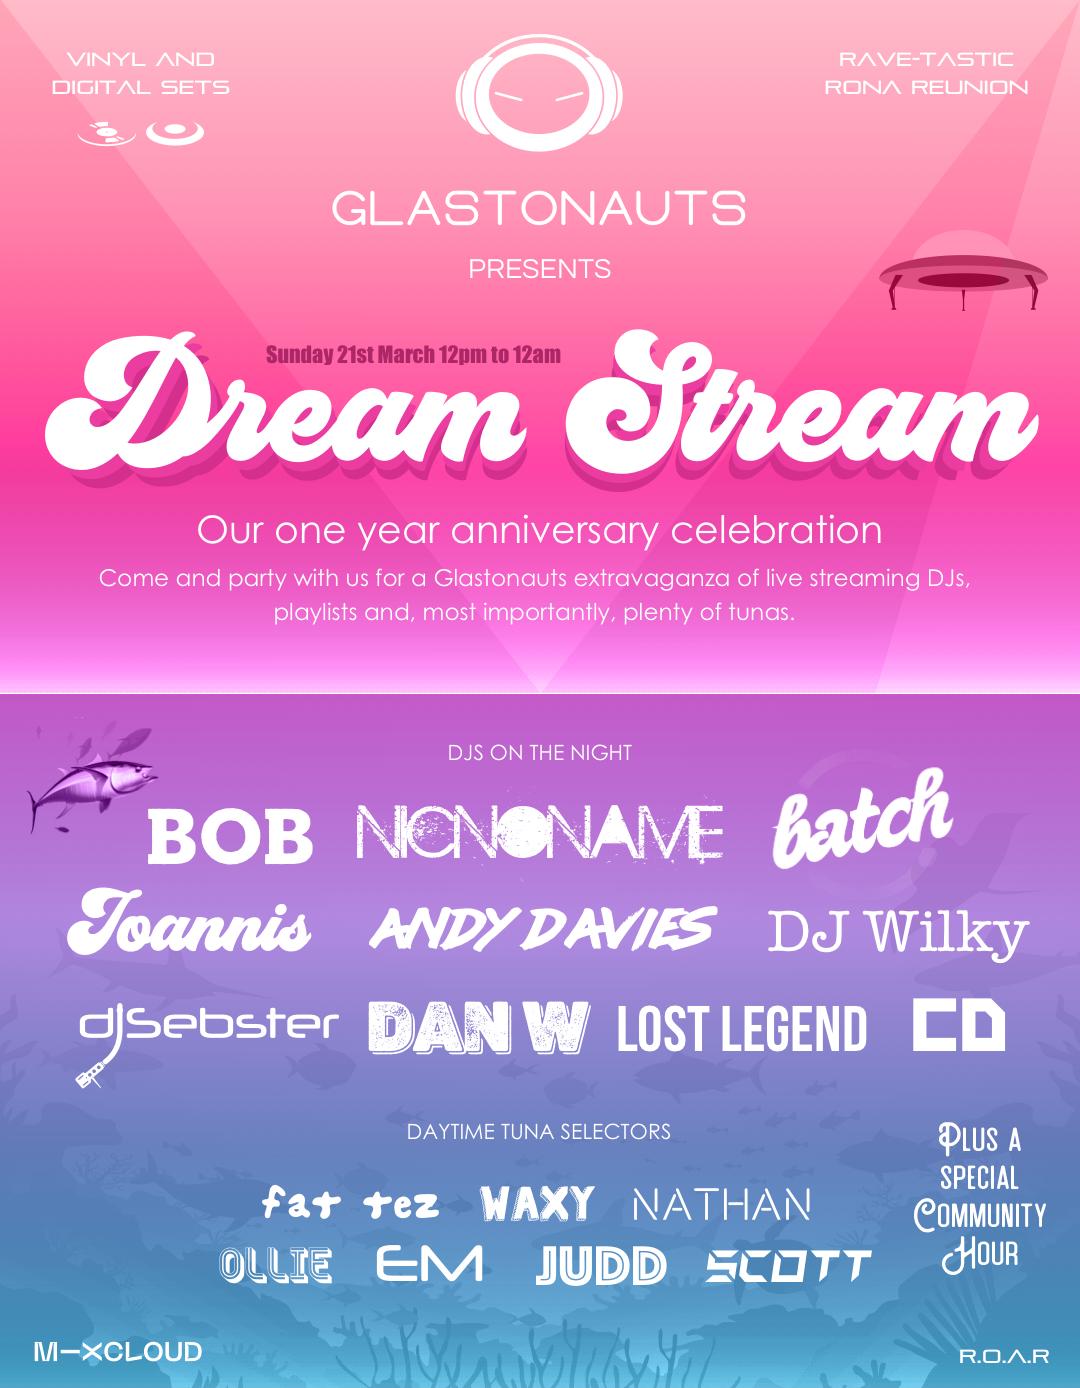 VINYL AND
DIGITAL SETS
RAVE-TASTIC
RONA REUNION
GLASTONAUTS
PRESENTS
Sunday 21st March 12pm to 12am
Dream Stream
Our one year anniversary celebration
Come and party with us for a Glastonauts extravaganza of live streaming DJs,
playlists and, most importantly, plenty of tunas.
DJS ON THE NIGHT
BOB NICNONAME batch
Ioannis ANDY DAVIES DJ Wilky
djSebster DAN W LOST LEGEND CD
DAYTIME TUNA SELECTORS
fat tez WAXY NATHAN
OLLIE EM JUDD SCOTT
PLUS A
SPECIAL
COMMUNITY
HOUR
M–XCLOUD
R.O.A.R